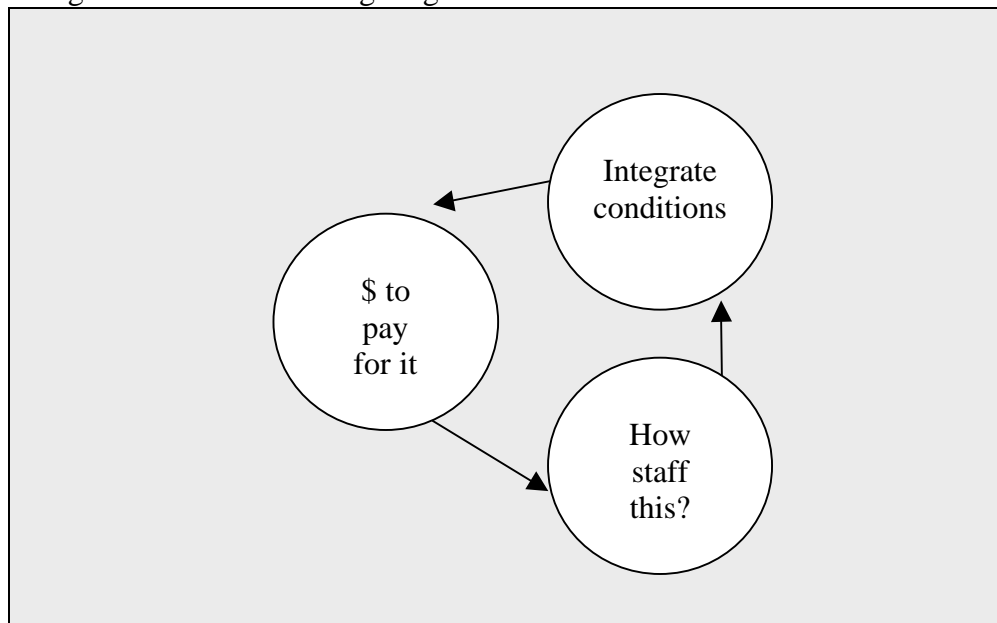 Integrate
conditions
$ to
pay
for it
How
staff
this?